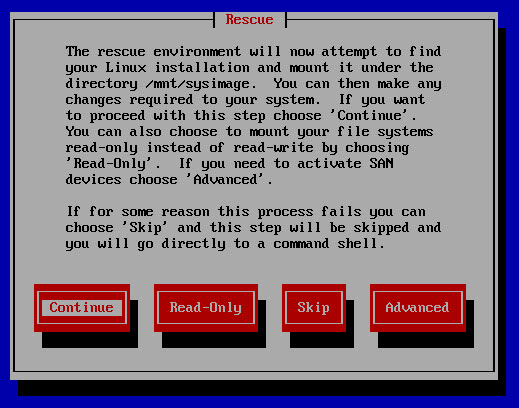 Rescue
The rescue environment will now attempt to find
your Linux installation and mount it under the
directory /mnt/sysimage.  You can then make any
changes required to your system.  If you want
to proceed with this step choose 'Continue'.
You can also choose to mount your file systems
read-only instead of read-write by choosing
'Read-Only'.  If you need to activate SAN
devices choose 'Advanced'.
If for some reason this process fails you can
choose 'Skip' and this step will be skipped and
you will go directly to a command shell.
Continue Read-Only Skip Advanced